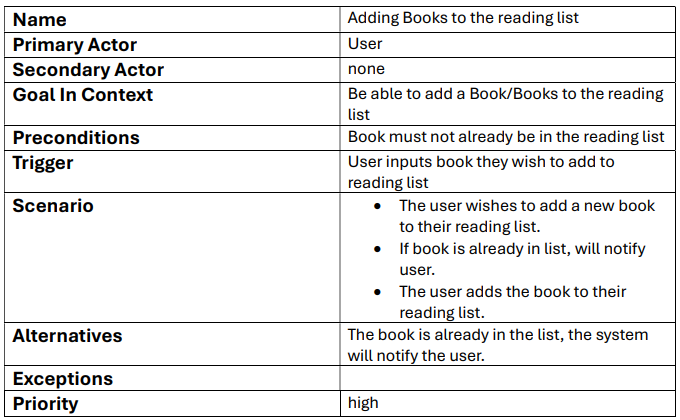 Name
Adding Books to the reading list
Primary Actor
User
Secondary Actor
none
Goal In Context
Be able to add a Book/Books to the reading
list
Preconditions
Book must not already be in the reading list
Trigger
User inputs book they wish to add to
reading list
Scenario
• The user wishes to add a new book
to their reading list.
• If book is already in list, will notify
user.
• The user adds the book to their
reading list.
Alternatives
The book is already in the list, the system
will notify the user.
Exceptions
Priority
high